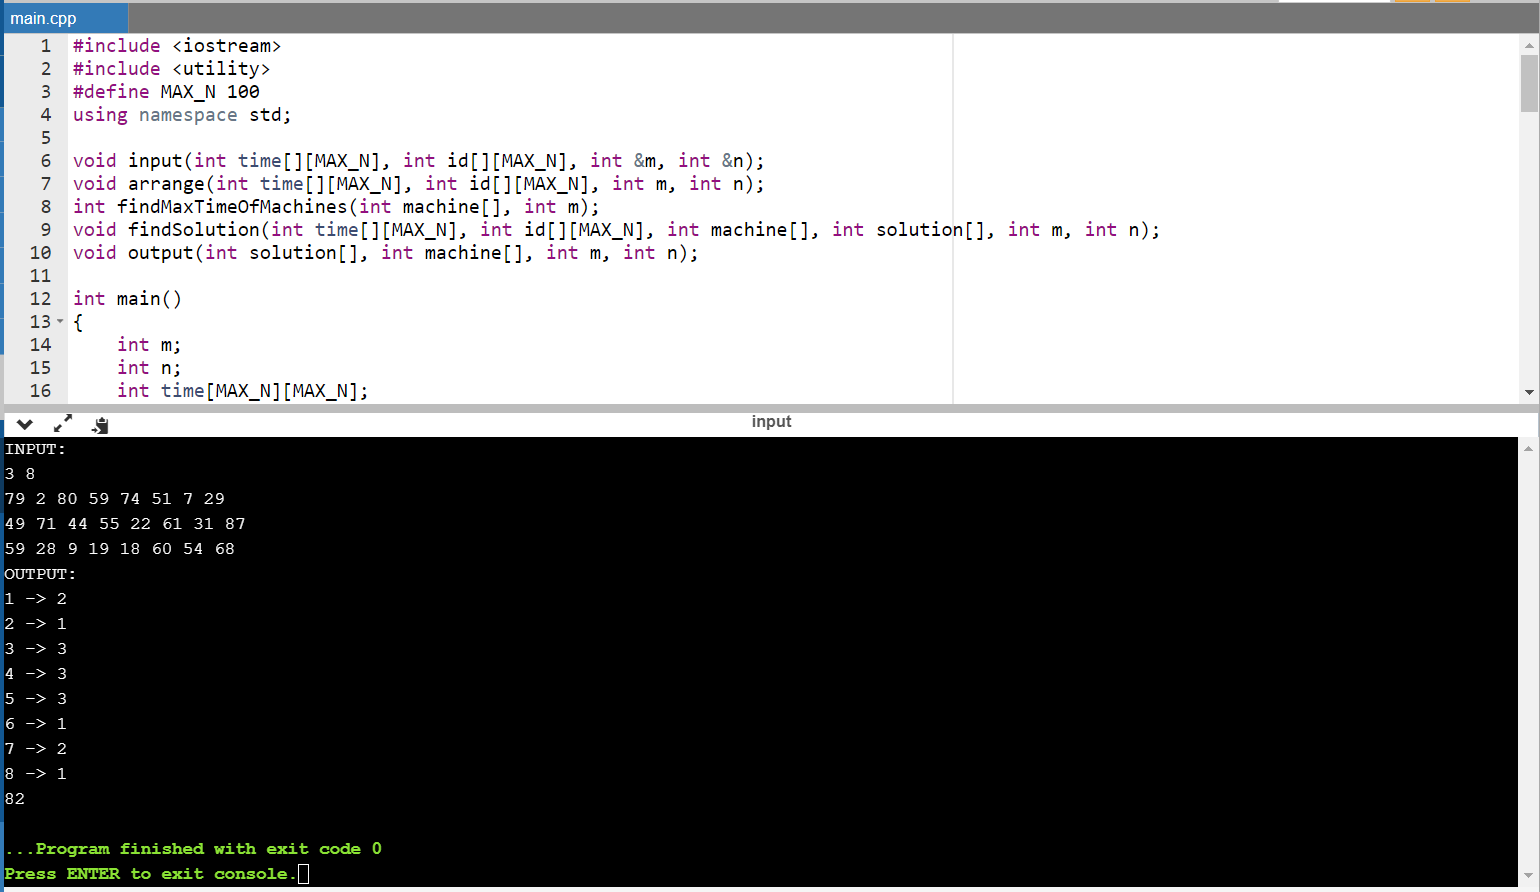 main.cpp
1 #include <iostream>
2 #include <utility>
3 #define MAX_N 100
4 using namespace std;
5
6 void input(int time[][MAX_N], int id[][MAX_N], int &m, int &n);
7 void arrange(int time[][MAX_N], int id[][MAX_N], int m, int n);
8 int findMaxTimeOfMachines(int machine[], int m);
9 void findSolution(int time[][MAX_N], int id[][MAX_N], int machine[], int solution[], int m, int n);
10 void output(int solution[], int machine[], int m, int n);
11
12 int main()
13 {
14 int m;
15 int n;
16 int time[MAX_N][MAX_N];
input
INPUT:
3 8
79 2 80 59 74 51 7 29
49 71 44 55 22 61 31 87
59 28 9 19 18 60 54 68
OUTPUT:
1 -> 2
2 -> 1
3 -> 3
4 -> 3
5 -> 3
6 -> 1
7 -> 2
8 -> 1
82
...Program finished with exit code 0
Press ENTER to exit console.